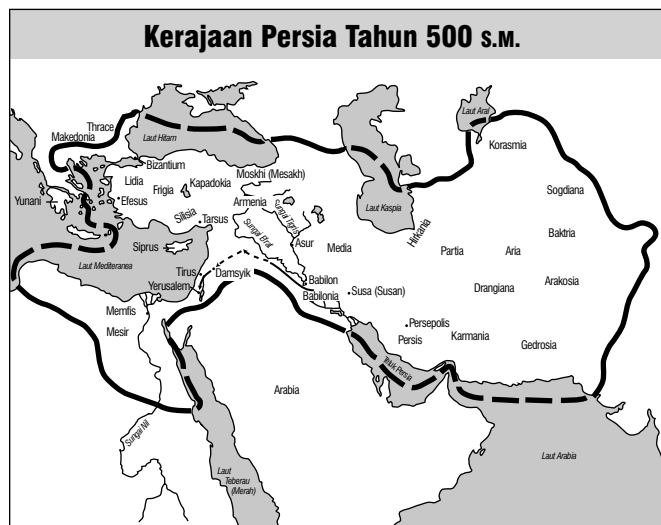 Kerajaan Persia Tahun 500 S.M.
Laut Aral
Thrace
Makedonia
Laut Hitam
Korasmia
Bizantium
Moskhi (Mesakh)
Lidia
Kapadokia
Frigia
Sogdiana
Yunani
Efesus
Armenia
Laut Kaspia
Silisia
Tarsus
Sungai Tigris
Sungai Efrat
Hirkania
Baktria
Siprus
Asur
Media
Partia
Aria
Laut Mediteranea
Tirus
Damsyik
Babilon
Drangiana
Arakosia
Yerusalem
Babilonia
Susa (Susan)
Memfis
Persepolis
Mesir
Persis
Karmania
Gedrosia
Teluk Persia
Arabia
Sungai Nil
Laut
Teberau
(Merah)
Laut Arabia